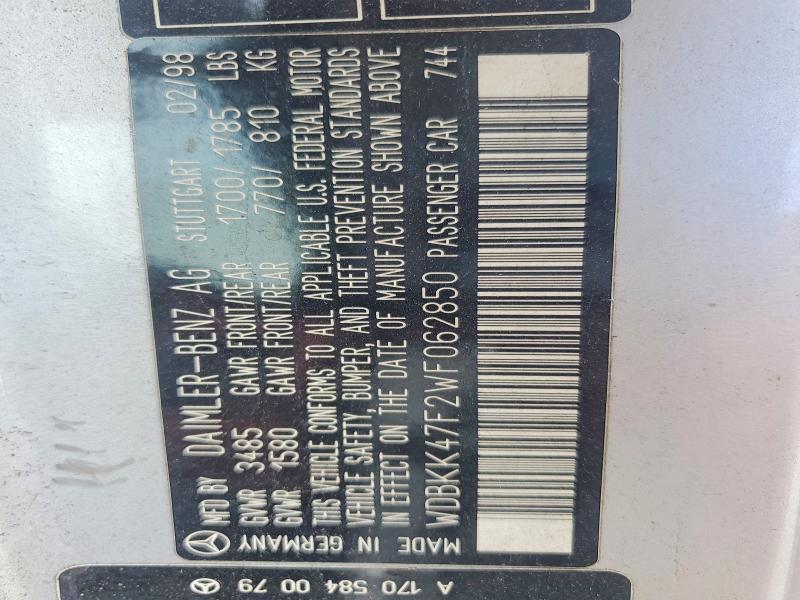 MFD BY DAIMLER-BENZ AG STUTTGART 02/98
GVWR 3485 GAWR FRONT/REAR 1700/1785 LBS
GVWR 1580 GAWR FRONT/REAR 770/ 810 KG
THIS VEHICLE CONFORMS TO ALL APPLICABLE U.S. FEDERAL MOTOR
VEHICLE SAFETY, BUMPER, AND THEFT PREVENTION STANDARDS
IN EFFECT ON THE DATE OF MANUFACTURE SHOWN ABOVE
WDBKK47F2WF062850 PASSENGER CAR 744
MADE IN GERMANY
A 170 584 00 79